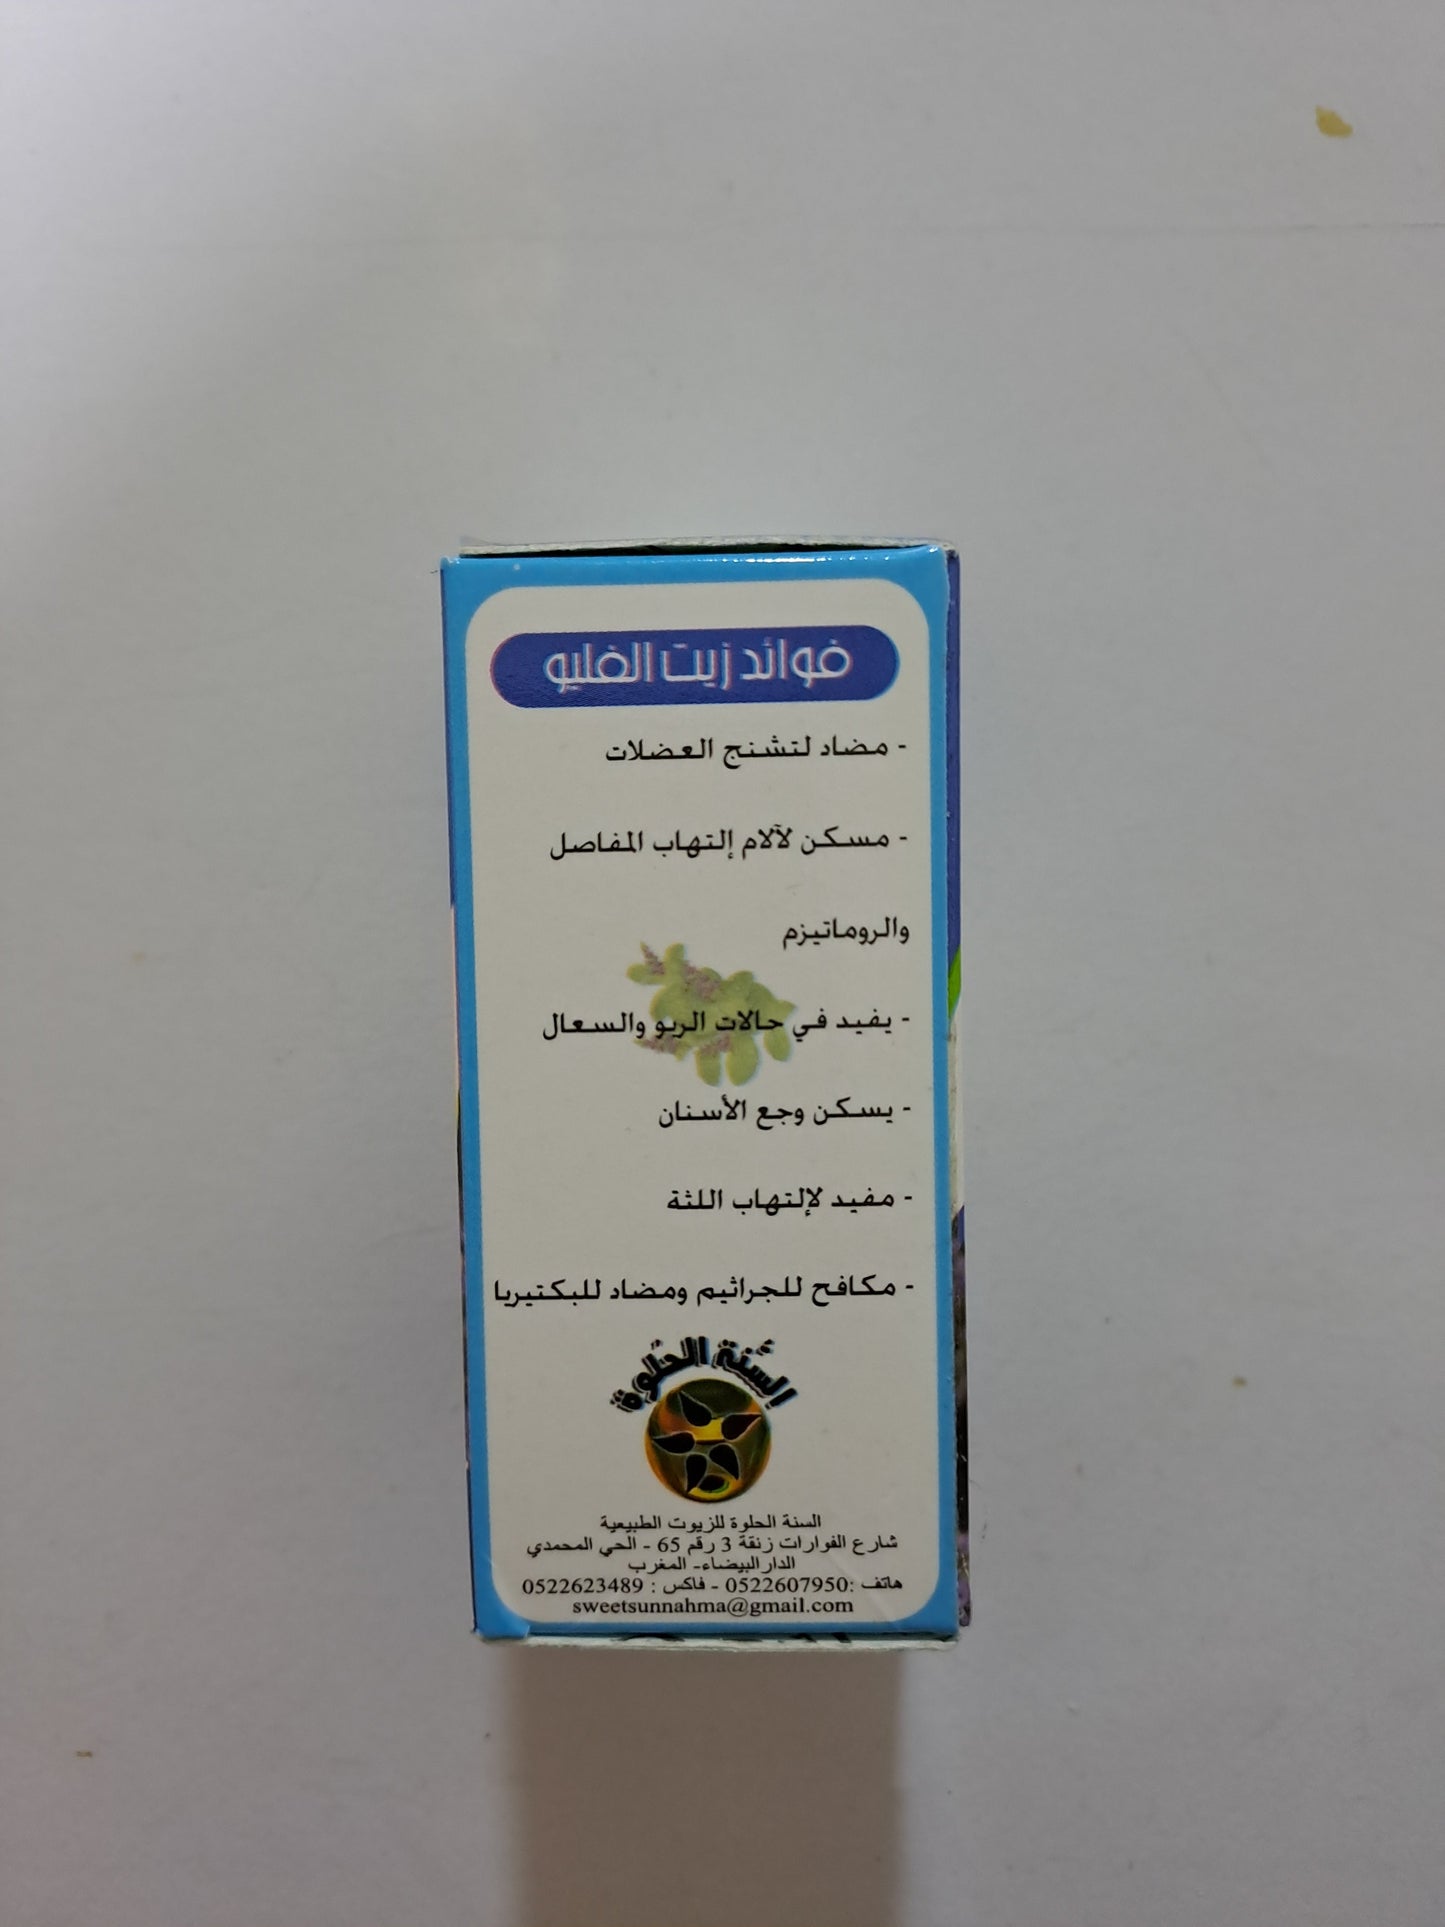 فوائد زيت الفليو
- مضاد لتشنج العضلات
- مسكن لآلام إلتهاب المفاصل
والروماتيزم
- يفيد في حالات الربو والسعال
- يسكن وجع الأسنان
- مفيد لإلتهاب اللثة
- مكافح للجراثيم ومضاد للبكتيريا
السنة الحلوة
السنة الحلوة للزيوت الطبيعية
شارع الفوارات زنقة 3 رقم 65 - الحي المحمدي
الدارالبيضاء- المغرب
هاتف :0522607950 - فاكس : 0522623489
sweetsunnahma@gmail.com